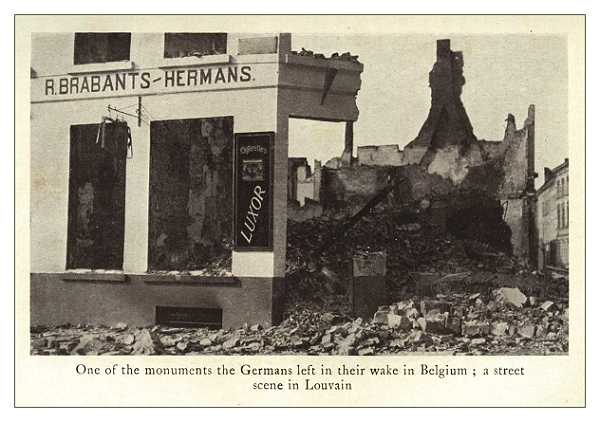 R. BRABANTS-HERMANS.
Cigarettes
LUXOR
One of the monuments the Germans left in their wake in Belgium ; a street
scene in Louvain